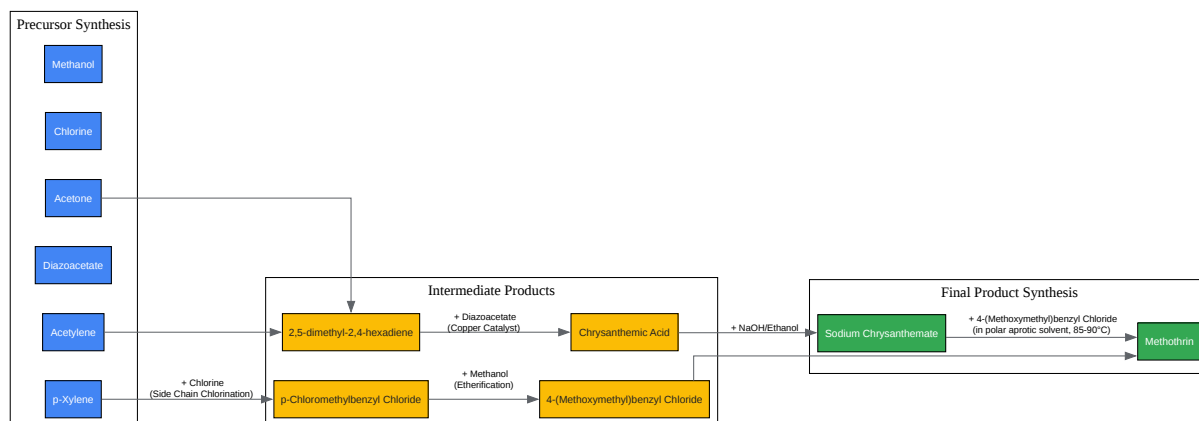 Precursor Synthesis
Methanol
Chlorine
Acetone
Diazoacetate
Acetylene
p-Xylene
+ Chlorine
(Side Chain Chlorination)
Intermediate Products
2,5-dimethyl-2,4-hexadiene
+ Diazoacetate
(Copper Catalyst)
Chrysanthemic Acid
p-Chloromethylbenzyl Chloride
+ Methanol
(Etherification)
4-(Methoxymethyl)benzyl Chloride
+ NaOH/Ethanol
Final Product Synthesis
Sodium Chrysanthemate
+ 4-(Methoxymethyl)benzyl Chloride
(in polar aprotic solvent, 85-90°C)
Methothrin